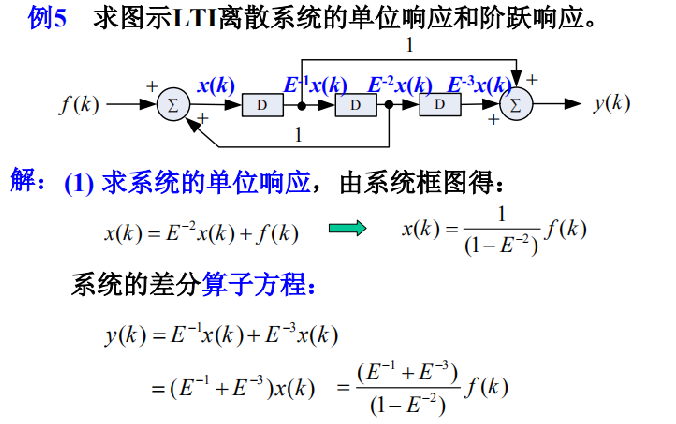 例5 求图示LTI离散系统的单位响应和阶跃响应。
1
f(k) + Σ x(k) D E⁻¹x(k) D E⁻²x(k) D E⁻³x(k) Σ + y(k)
+ 1 +
解: (1) 求系统的单位响应，由系统框图得:
x(k) = E⁻²x(k) + f(k) x(k) = 1/(1 − E⁻²) f(k)
系统的差分算子方程:
y(k) = E⁻¹x(k) + E⁻³x(k)
= (E⁻¹ + E⁻³)x(k) = (E⁻¹ + E⁻³)/(1 − E⁻²) f(k)